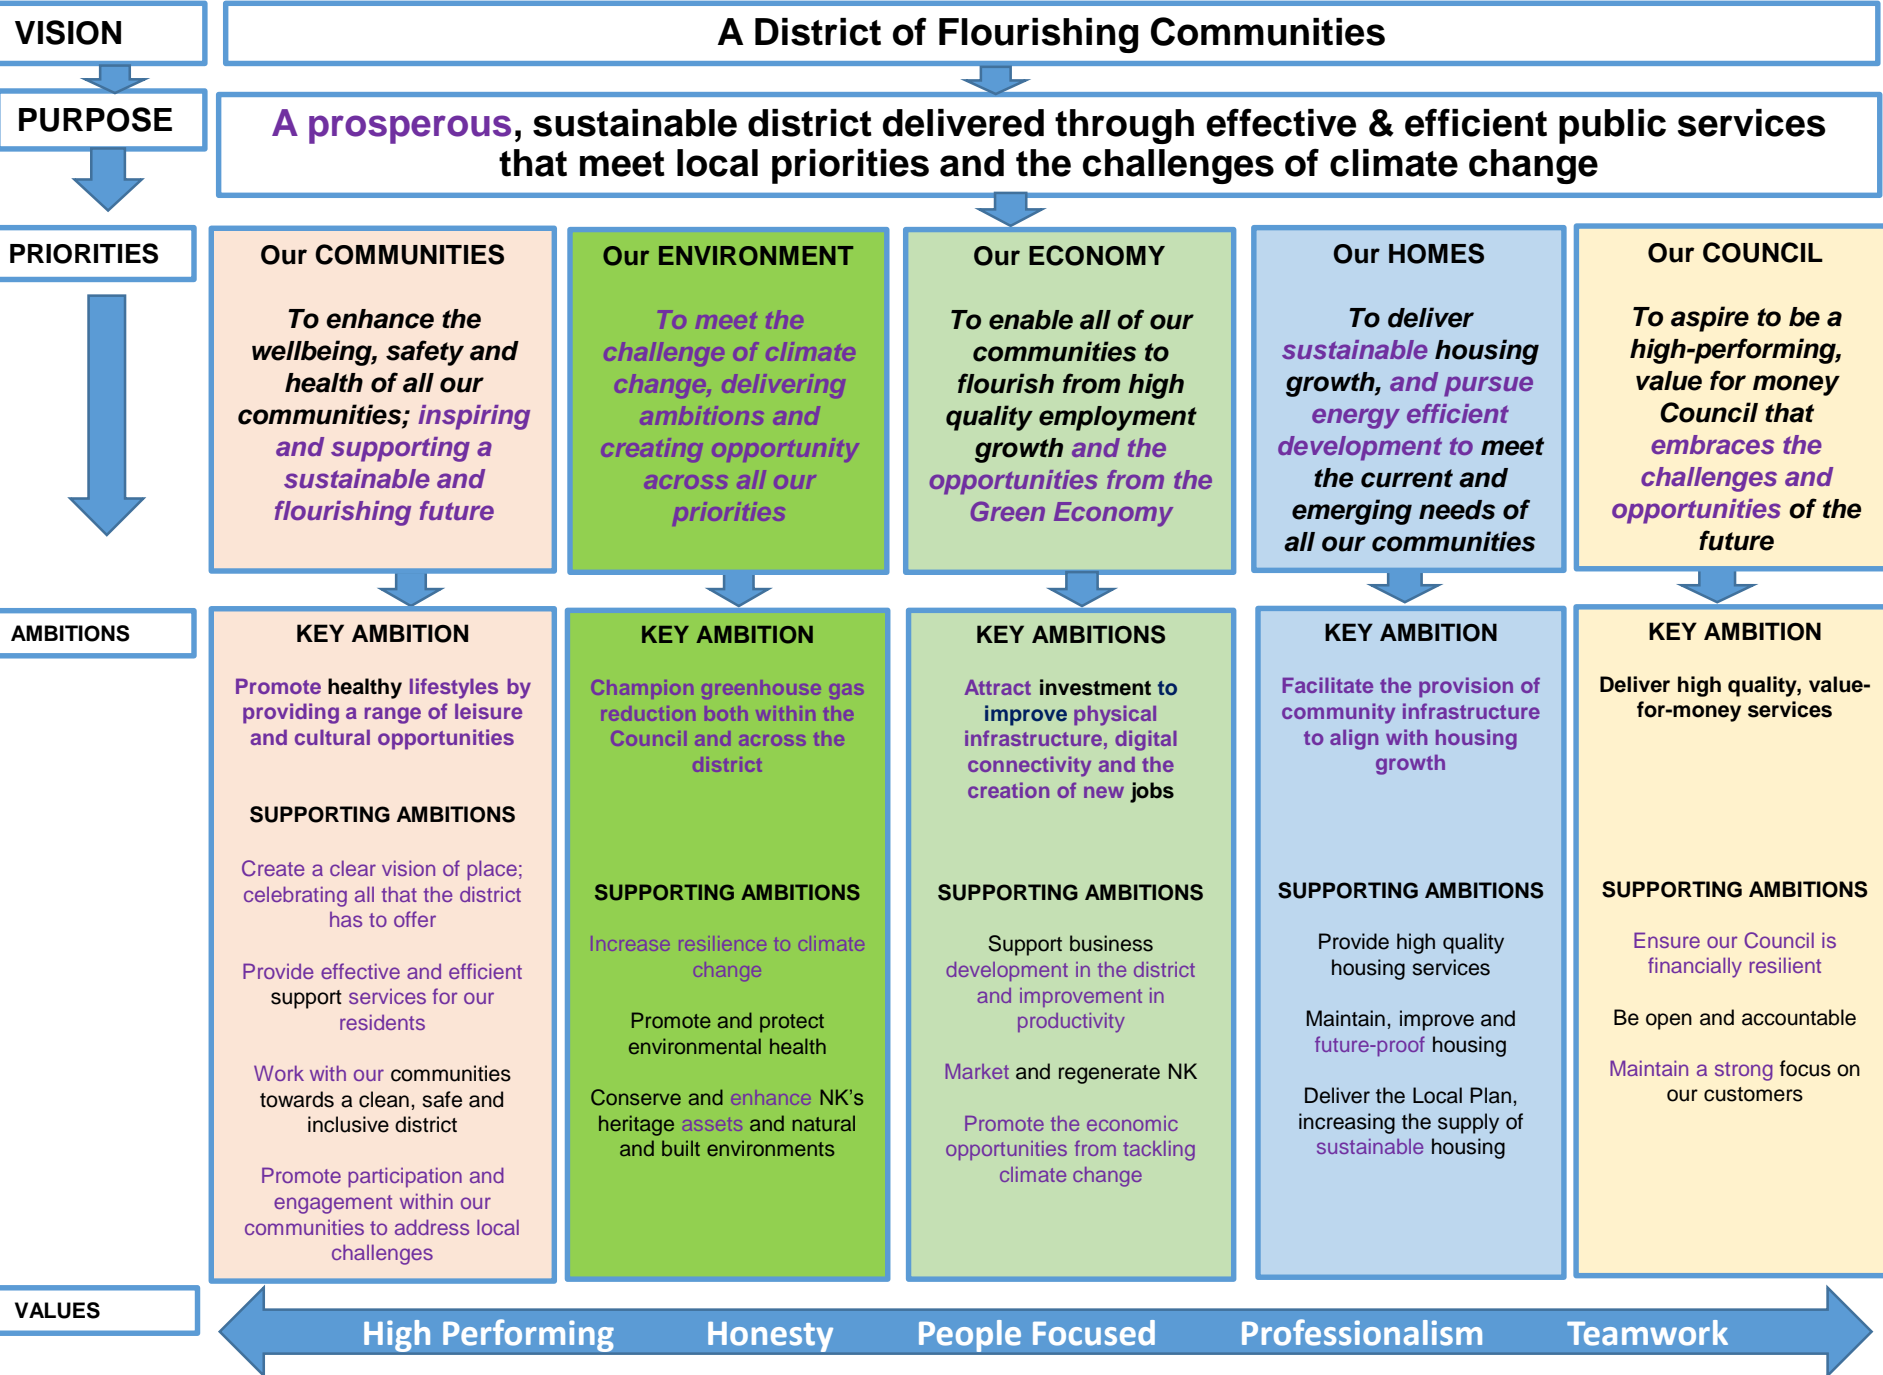 VISION
A District of Flourishing Communities
PURPOSE
A prosperous, sustainable district delivered through effective & efficient public services
that meet local priorities and the challenges of climate change
PRIORITIES
Our COMMUNITIES
To enhance the
wellbeing, safety and
health of all our
communities; inspiring
and supporting a
sustainable and
flourishing future
Our ENVIRONMENT
To meet the
challenge of climate
change, delivering
ambitions and
creating opportunity
across all our
priorities
Our ECONOMY
To enable all of our
communities to
flourish from high
quality employment
growth and the
opportunities from the
Green Economy
Our HOMES
To deliver
sustainable housing
growth, and pursue
energy efficient
development to meet
the current and
emerging needs of
all our communities
Our COUNCIL
To aspire to be a
high-performing,
value for money
Council that
embraces the
challenges and
opportunities of the
future
AMBITIONS
KEY AMBITION
Promote healthy lifestyles by
providing a range of leisure
and cultural opportunities
SUPPORTING AMBITIONS
Create a clear vision of place;
celebrating all that the district
has to offer
Provide effective and efficient
support services for our
residents
Work with our communities
towards a clean, safe and
inclusive district
Promote participation and
engagement within our
communities to address local
challenges
KEY AMBITION
Champion greenhouse gas
reduction both within the
Council and across the
district
SUPPORTING AMBITIONS
Increase resilience to climate
change
Promote and protect
environmental health
Conserve and enhance NK's
heritage assets and natural
and built environments
KEY AMBITIONS
Attract investment to
improve physical
infrastructure, digital
connectivity and the
creation of new jobs
SUPPORTING AMBITIONS
Support business
development in the district
and improvement in
productivity
Market and regenerate NK
Promote the economic
opportunities from tackling
climate change
KEY AMBITION
Facilitate the provision of
community infrastructure
to align with housing
growth
SUPPORTING AMBITIONS
Provide high quality
housing services
Maintain, improve and
future-proof housing
Deliver the Local Plan,
increasing the supply of
sustainable housing
KEY AMBITION
Deliver high quality, value-
for-money services
SUPPORTING AMBITIONS
Ensure our Council is
financially resilient
Be open and accountable
Maintain a strong focus on
our customers
VALUES
High Performing Honesty People Focused Professionalism Teamwork